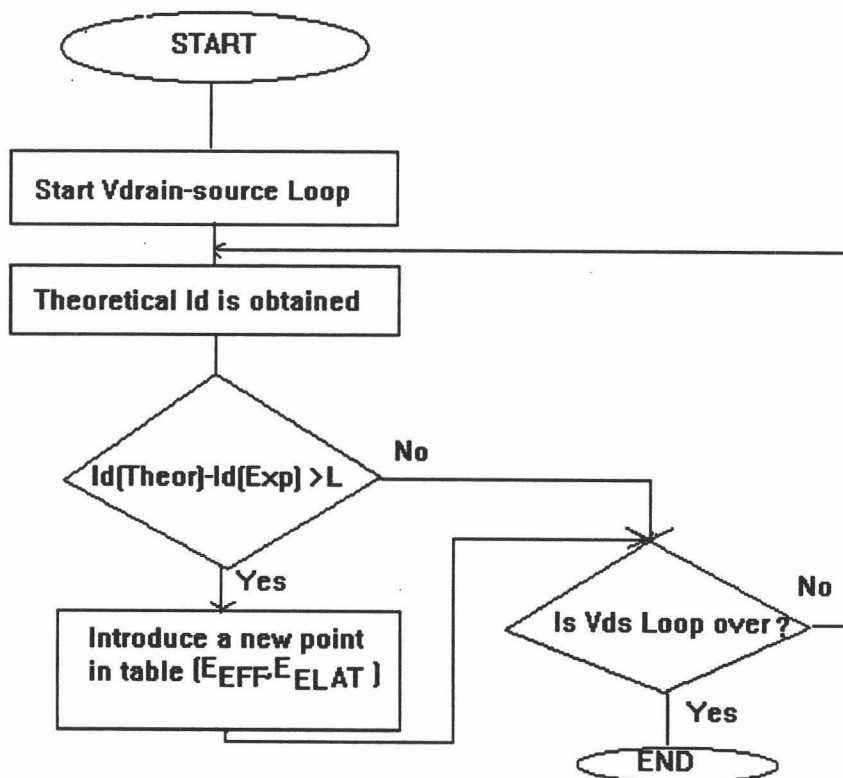 START
Start Vdrain-source Loop
Theoretical Id is obtained
Id(Theor)-Id(Exp) >L
No
Yes
Introduce a new point
in table (EEFF,EELAT )
Is Vds Loop over?
No
Yes
END